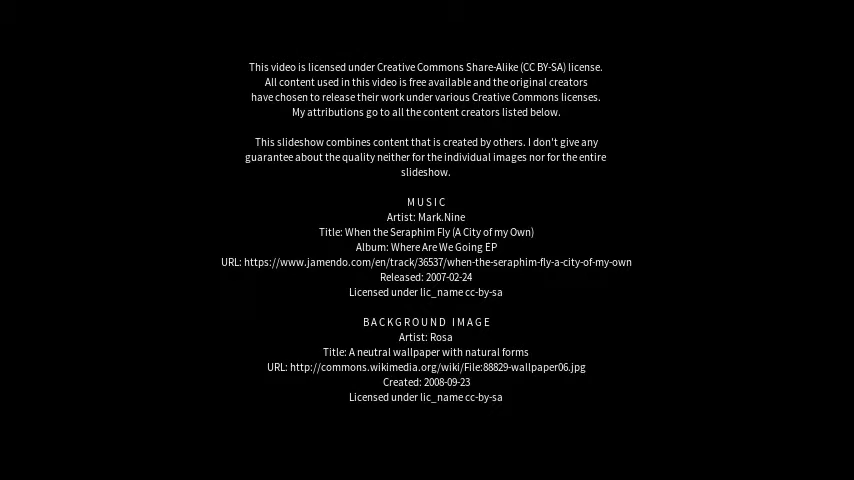 This video is licensed under Creative Commons Share-Alike (CC BY-SA) license.
All content used in this video is free available and the original creators
have chosen to release their work under various Creative Commons licenses.
My attributions go to all the content creators listed below.
This slideshow combines content that is created by others. I don't give any
guarantee about the quality neither for the individual images nor for the entire
slideshow.
MUSIC
Artist: Mark.Nine
Title: When the Seraphim Fly (A City of my Own)
Album: Where Are We Going EP
URL: https://www.jamendo.com/en/track/36537/when-the-seraphim-fly-a-city-of-my-own
Released: 2007-02-24
Licensed under lic_name cc-by-sa
BACKGROUND IMAGE
Artist: Rosa
Title: A neutral wallpaper with natural forms
URL: http://commons.wikimedia.org/wiki/File:88829-wallpaper06.jpg
Created: 2008-09-23
Licensed under lic_name cc-by-sa